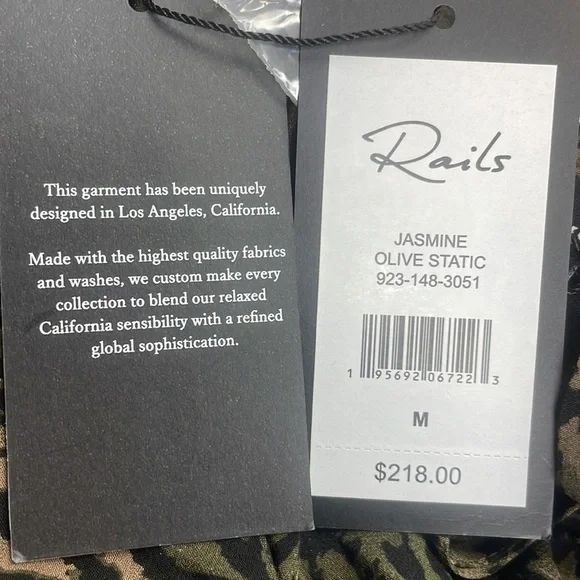 This garment has been uniquely
designed in Los Angeles, California.
Made with the highest quality fabrics
and washes, we custom make every
collection to blend our relaxed
California sensibility with a refined
global sophistication.
Rails
JASMINE
OLIVE STATIC
923-148-3051
1 95692 06722 3
M
$218.00